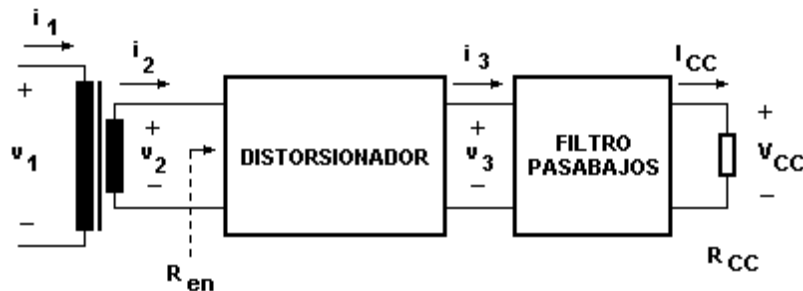 i1 i2 i3 ICC
+ + + +
v1 v2 DISTORSIONADOR v3 FILTRO PASABAJOS VCC
− − − −
Ren RCC